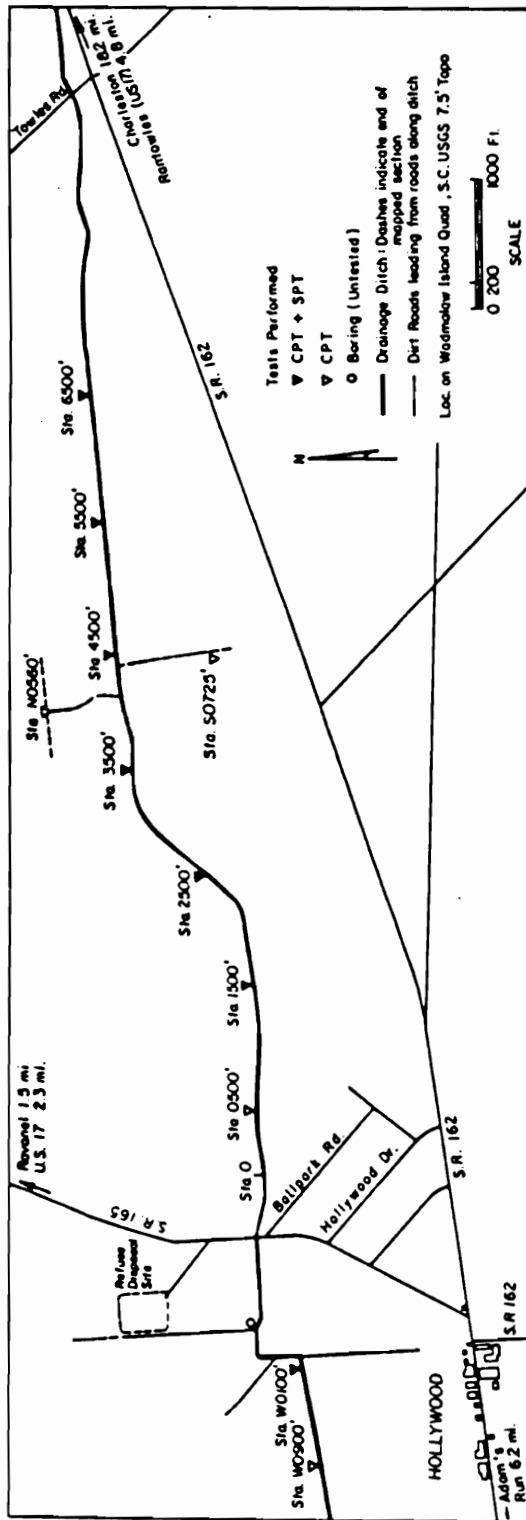 Ravenel 1.5 mi
U.S. 17 2.3 mi.
S.R. 165
Refuse
Disposal
Site
Sta W0900'
Sta W0100'
Sta 0
Sta 0500'
Sta 1500'
Sta 2500'
Sta 3500'
Sta N0560'
Sta 4500'
Sta. S0725'
Sta. 5500'
Sta. 6500'
Towles Rd.
Charleston 18.2 mi.
Rantowles (US17) 4.8 mi.
S.R. 162
Ballpark Rd.
Hollywood Dr.
S.R. 162
HOLLYWOOD
S.R 162
Adam's
Run 6.2 mi.
N
Tests Performed
CPT + SPT
CPT
Boring (Untested)
Drainage Ditch: Dashes indicate end of
mapped section
Dirt Roads leading from roads along ditch
Loc. on Wadmalaw Island Quad, S.C. USGS 7.5' Topo
0 200 1000 Ft.
SCALE